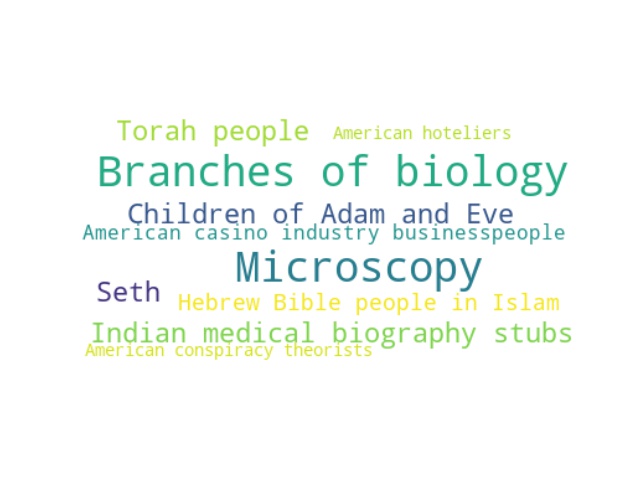 Torah people American hoteliers
Branches of biology
Children of Adam and Eve
American casino industry businesspeople
Microscopy
Seth Hebrew Bible people in Islam
Indian medical biography stubs
American conspiracy theorists